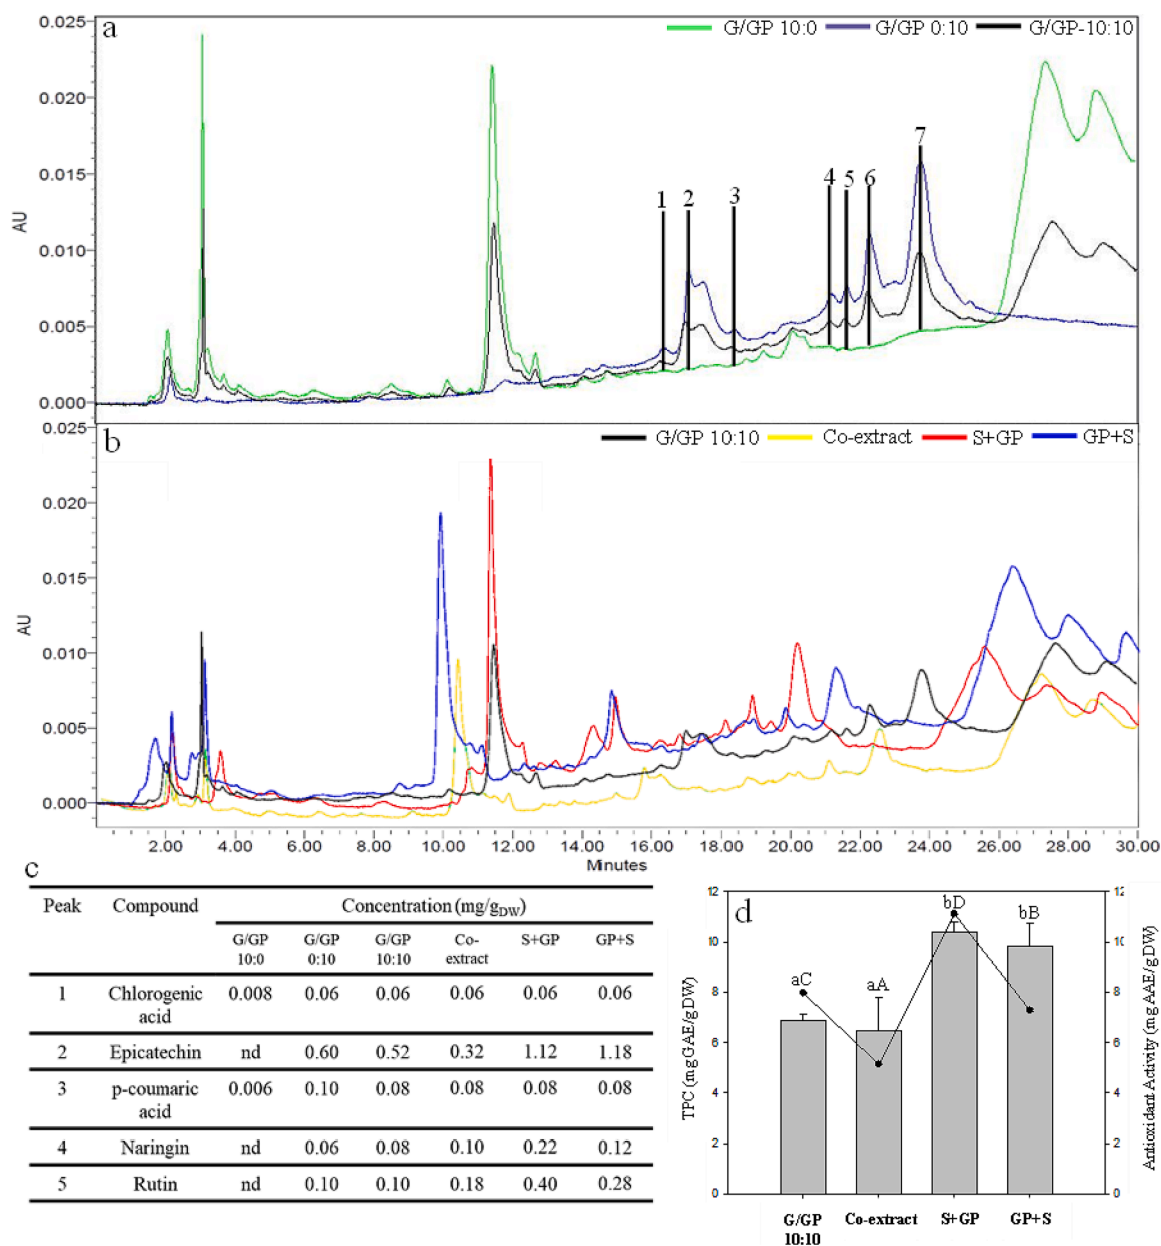 a
G/GP 10:0 G/GP 0:10 G/GP-10:10
0.025
0.020
0.015
0.010
0.005
0.000
AU
1 2 3 4 5 6 7
b
G/GP 10:10 Co-extract S+GP GP+S
0.025
0.020
0.015
0.010
0.005
0.000
AU
2.00 4.00 6.00 8.00 10.00 12.00 14.00 16.00 18.00 20.00 22.00 24.00 26.00 28.00 30.00
Minutes
c
Peak Compound Concentration (mg/gDW)
G/GP 10:0 G/GP 0:10 G/GP 10:10 Co-extract S+GP GP+S
1 Chlorogenic acid 0.008 0.06 0.06 0.06 0.06 0.06
2 Epicatechin nd 0.60 0.52 0.32 1.12 1.18
3 p-coumaric acid 0.006 0.10 0.08 0.08 0.08 0.08
4 Naringin nd 0.06 0.08 0.10 0.22 0.12
5 Rutin nd 0.10 0.10 0.18 0.40 0.28
d
TPC (mg GAE/g DW)
12
10
8
6
4
2
0
aC aA bD bB
12
10
8
6
4
2
0
Antioxidant Activity (mg AAE/g DW)
G/GP 10:10 Co-extract S+GP GP+S